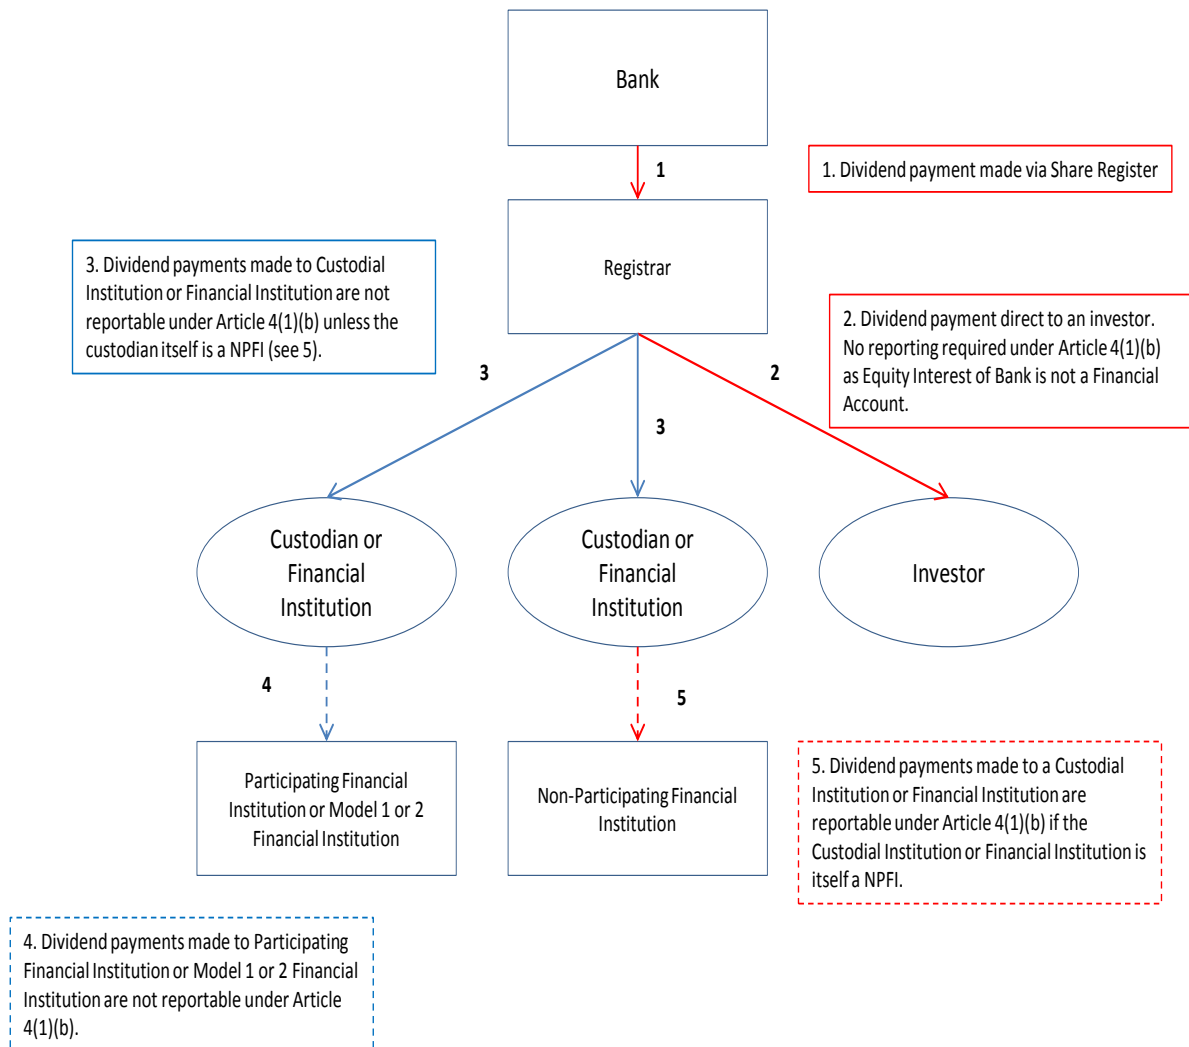 Bank
1
1. Dividend payment made via Share Register
Registrar
3. Dividend payments made to Custodial
Institution or Financial Institution are not
reportable under Article 4(1)(b) unless the
custodian itself is a NPFI (see 5).
2. Dividend payment direct to an investor.
No reporting required under Article 4(1)(b)
as Equity Interest of Bank is not a Financial
Account.
3
3
2
Custodian or
Financial
Institution
Custodian or
Financial
Institution
Investor
4
5
Participating Financial
Institution or Model 1 or 2
Financial Institution
Non-Participating Financial
Institution
5. Dividend payments made to a Custodial
Institution or Financial Institution are
reportable under Article 4(1)(b) if the
Custodial Institution or Financial Institution is
itself a NPFI.
4. Dividend payments made to Participating
Financial Institution or Model 1 or 2 Financial
Institution are not reportable under Article
4(1)(b).